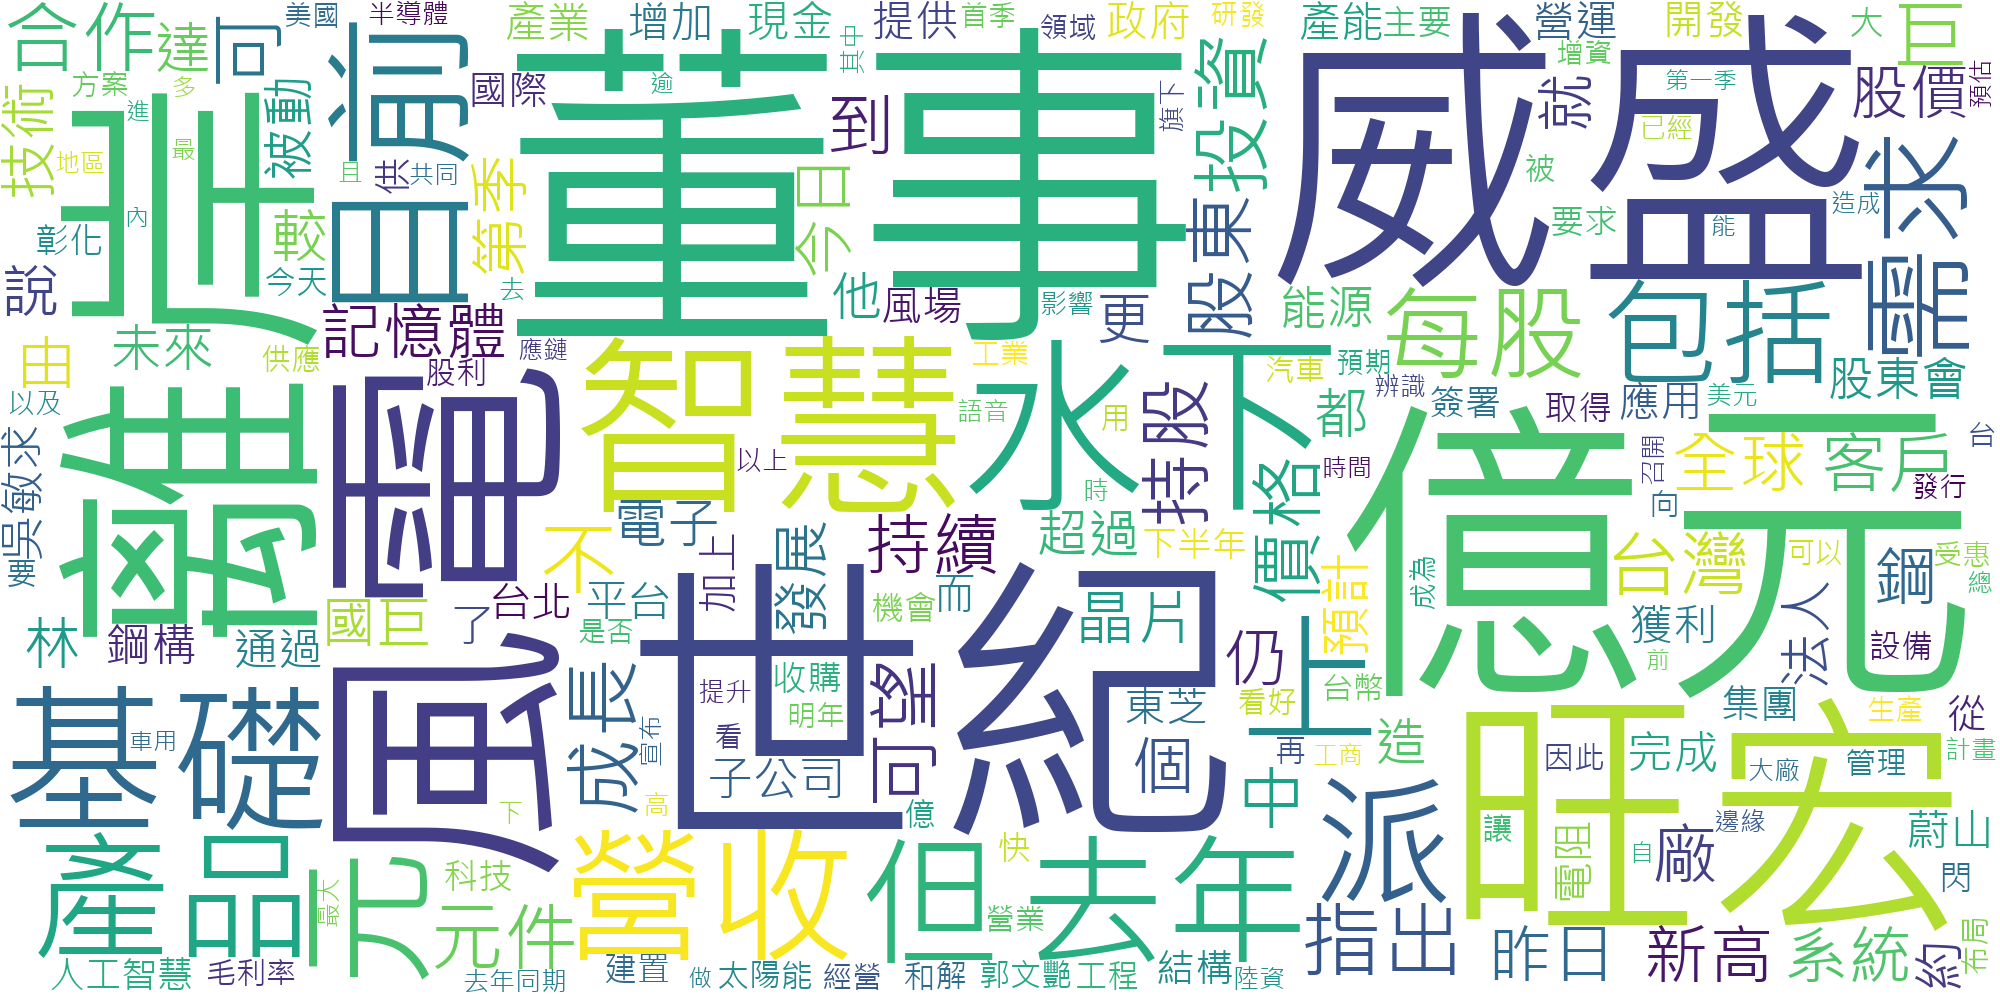 合作
達
可
美國
半導體
產業
增加
現金
其中
提供
首季
領域
政府
研發
產能
主要
營運
開發
大
巨
目前
國際
董事
逾
到
旗下
投資
威盛
就
增資
第一季
已經
股價
預估
方案
多
進
技術
地區
最
離岸
被動
內
且
供
共同
第季
今日
股東
被
要求
能
造成
需求
彰化
較
說
今天
去
他
風場
影響
更
能源
每股
包括
未來
由
供應
記憶體
應鏈
股利
工業
汽車
預期
辨識
簽署
取得
應用
美元
股東會
以及
吳敏求
要
風電
智慧
以上
水下
語音
用
時
持股
價格
都
時間
億元
召開
全球
客戶
台
發行
向
電子
不
持續
超過
下半年
台灣
可以
受惠
總
林
鋼構
通過
國巨
了
台北
平台
是否
加上
發展
機會
而
晶片
預計
成為
獲利
前
法人
鋼
設備
基礎
車用
世紀
成長
宣布
收購
提升
明年
看
子公司
可望
東芝
個
仍
上
看好
台幣
再
工商
造
中
旺宏
因此
完成
集團
大廠
管理
生產
從
計畫
產品
元
最大
科技
元件
下
高
營收
億
但
快
營業
去年
派
指出
讓
電阻
自
廠
邊緣
昨日
新高
系統
蔚山
閃
約
布局
人工智慧
毛利率
去年同期
建置
做
太陽能
經營
和解
郭文艷
工程
結構
陸資